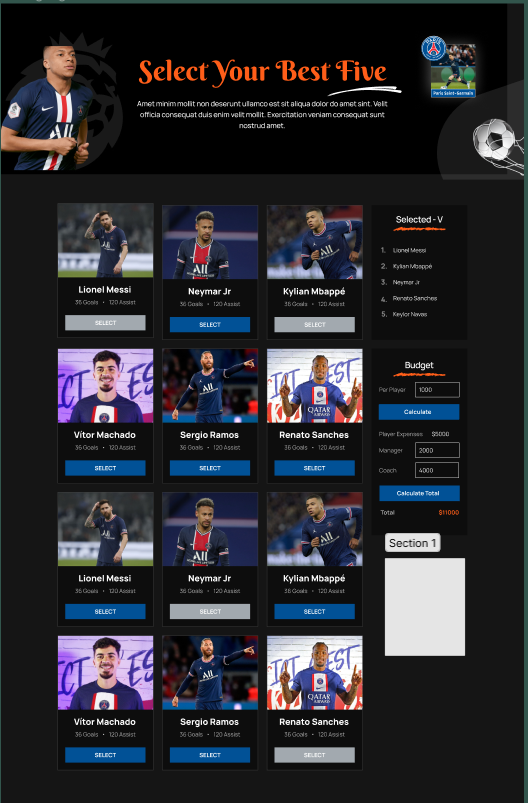 Select Your Best Five
PARIS
Paris Saint-Germain
Amet minim mollit non deserunt ullamco est sit aliqua dolor do amet sint. Velit
officia consequat duis enim velit mollit. Exercitation veniam consequat sunt
nostrud amet.
Lionel Messi
36 Goals • 120 Assist
SELECT
Neymar Jr
36 Goals • 120 Assist
SELECT
Kylian Mbappé
36 Goals • 120 Assist
SELECT
Selected - V
1. Lionel Messi
2. Kylian Mbappé
3. Neymar Jr
4. Renato Sanches
5. Keylor Navas
Vítor Machado
36 Goals • 120 Assist
SELECT
Sergio Ramos
36 Goals • 120 Assist
SELECT
QATAR
Renato Sanches
36 Goals • 120 Assist
SELECT
Budget
Per Player 1000
Calculate
Player Expenses $5000
Manager 2000
Coach 4000
Calculate Total
Total $11000
Section 1
Lionel Messi
36 Goals • 120 Assist
SELECT
Neymar Jr
36 Goals • 120 Assist
SELECT
Kylian Mbappé
36 Goals • 120 Assist
SELECT
Vítor Machado
36 Goals • 120 Assist
SELECT
Sergio Ramos
36 Goals • 120 Assist
SELECT
QATAR
Renato Sanches
36 Goals • 120 Assist
SELECT